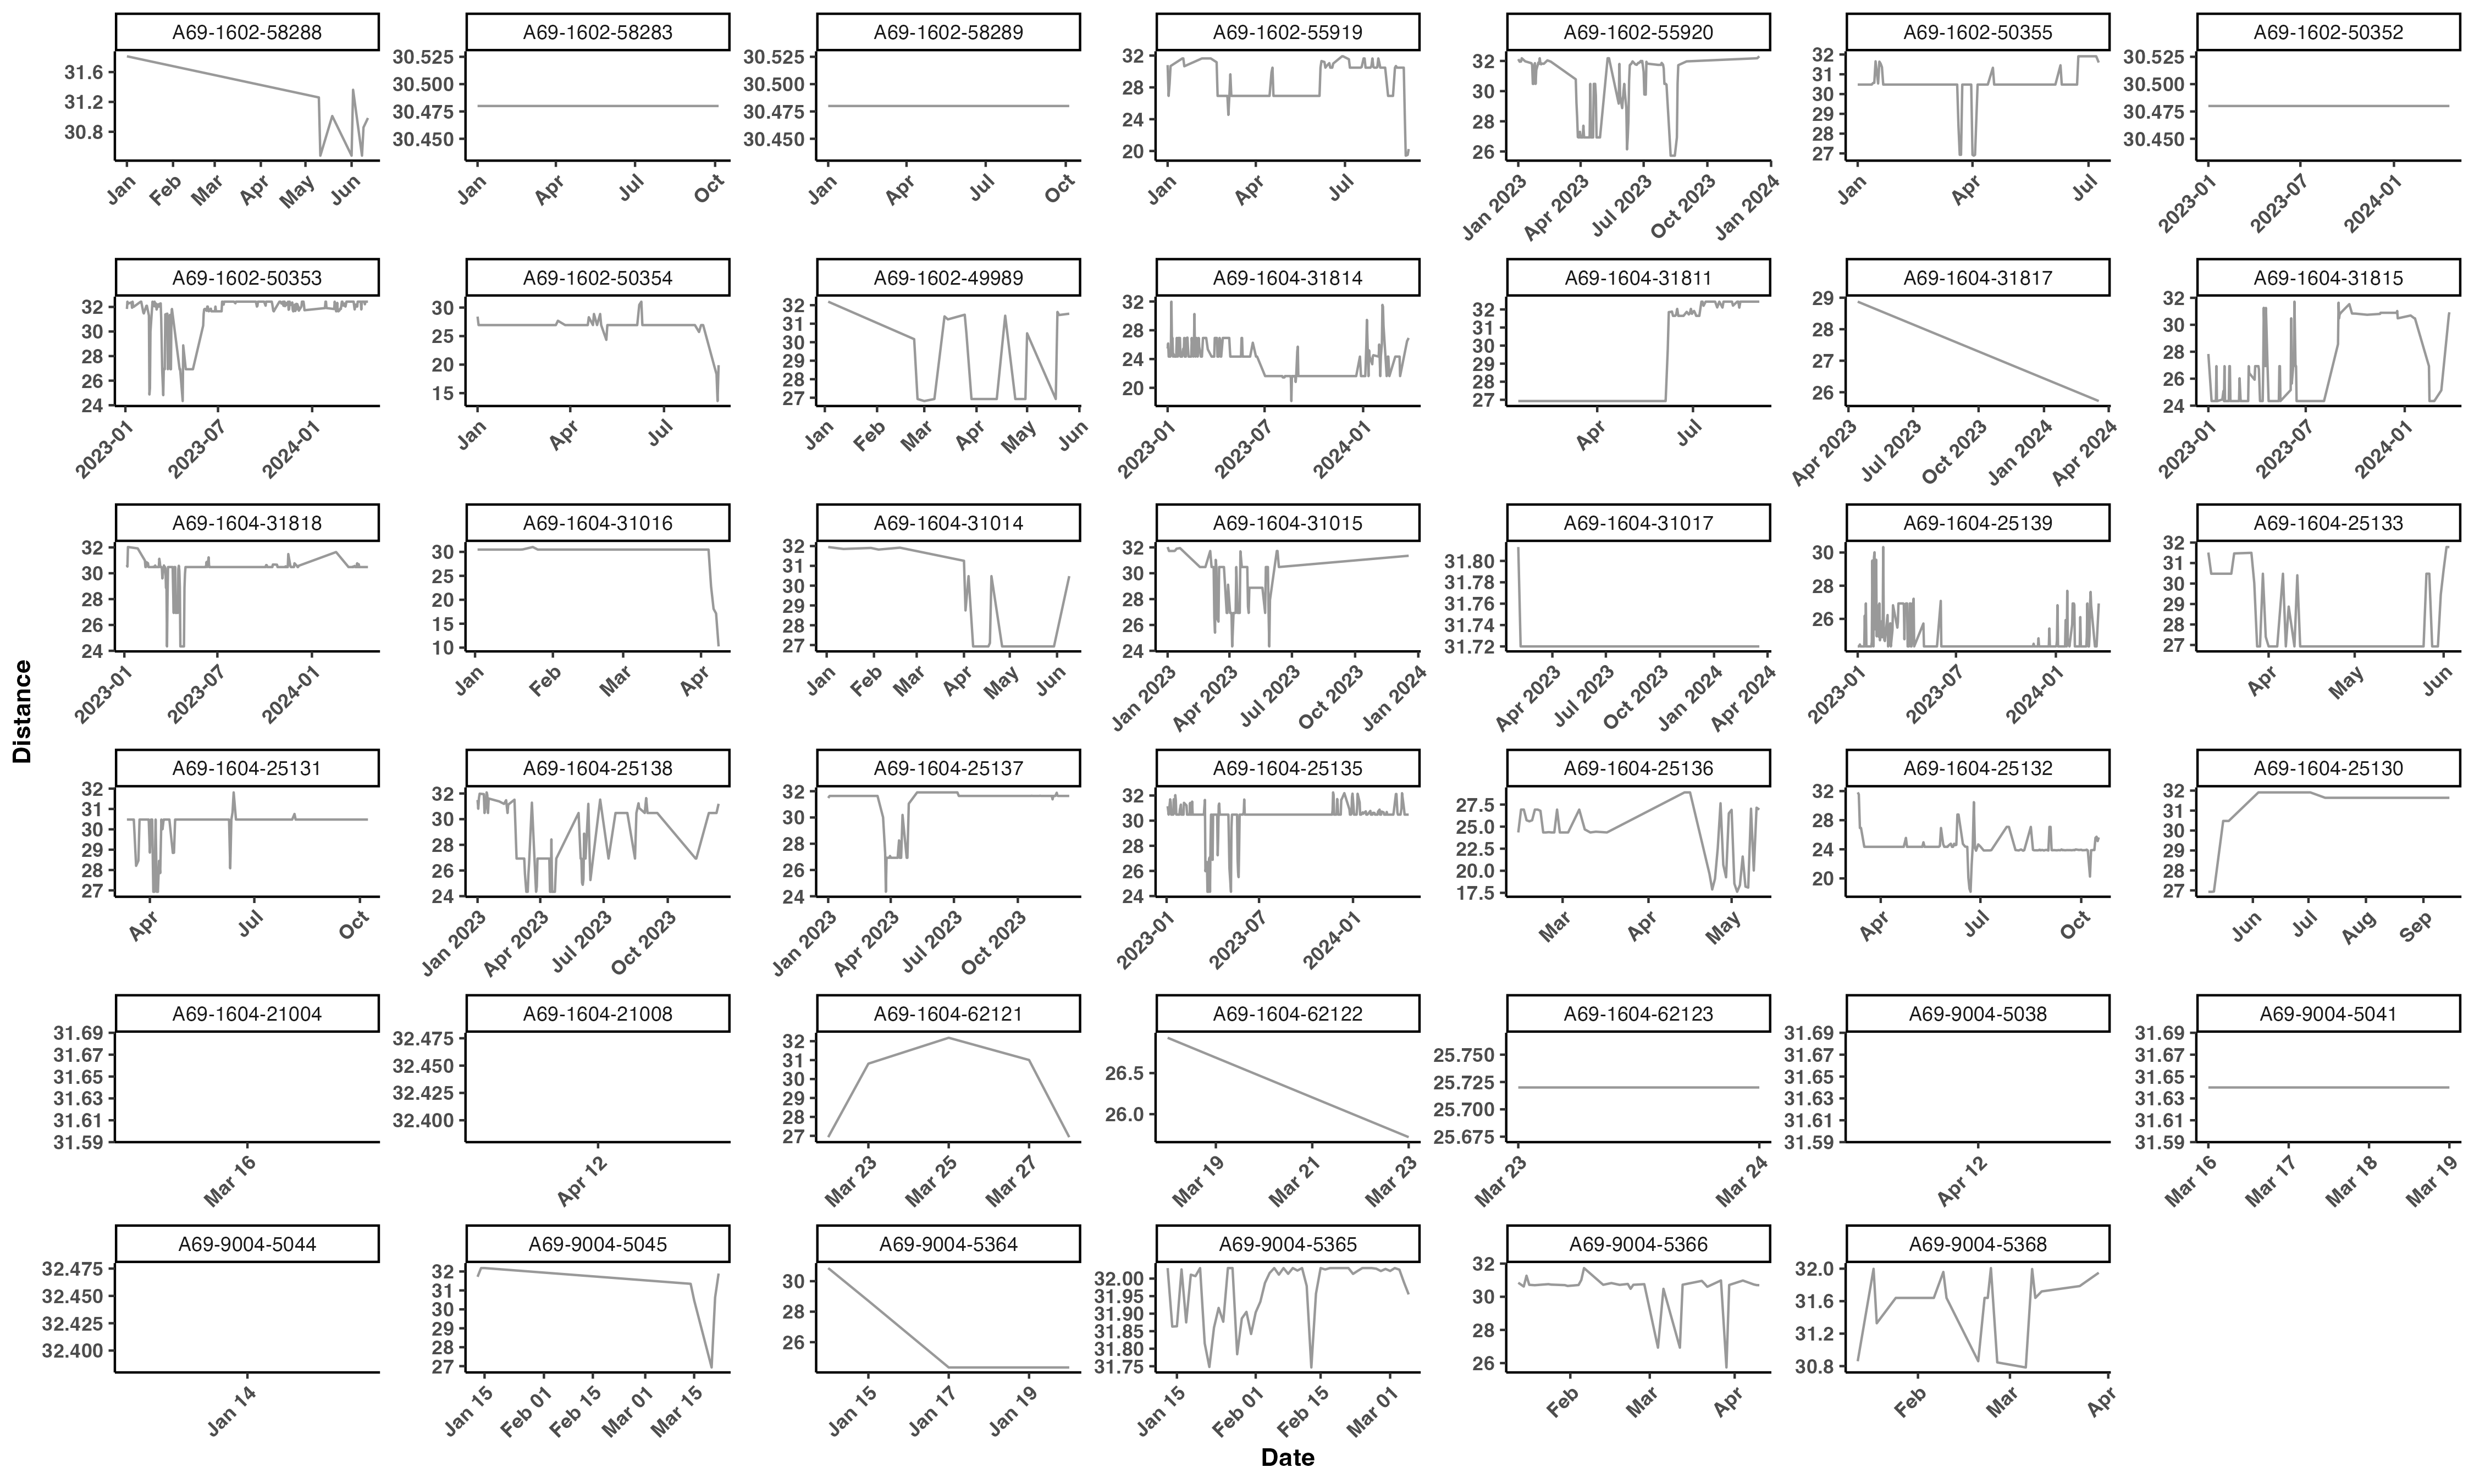 A69-1602-58288 A69-1602-58283 A69-1602-58289 A69-1602-55919 A69-1602-55920 A69-1602-50355 A69-1602-50352
31.6 31.2 30.8
Jan Feb Mar Apr May Jun
30.525 30.500 30.475 30.450
Jan Apr Jul Oct
30.525 30.500 30.475 30.450
Jan Apr Jul Oct
32 28 24 20
Jan Apr Jul
32 30 28 26
Jan 2023 Apr 2023 Jul 2023 Oct 2023 Jan 2024
32 31 30 29 28 27
Jan Apr Jul
30.525 30.500 30.475 30.450
2023-01 2023-07 2024-01
A69-1602-50353 A69-1602-50354 A69-1602-49989 A69-1604-31814 A69-1604-31811 A69-1604-31817 A69-1604-31815
32 30 28 26 24
2023-01 2023-07 2024-01
30 25 20 15
Jan Apr Jul
32 31 30 29 28 27
Jan Feb Mar Apr May Jun
32 28 24 20
2023-01 2023-07 2024-01
32 31 30 29 28 27
Apr Jul
29 28 27 26
Apr 2023 Jul 2023 Oct 2023 Jan 2024 Apr 2024
32 30 28 26 24
2023-01 2023-07 2024-01
A69-1604-31818 A69-1604-31016 A69-1604-31014 A69-1604-31015 A69-1604-31017 A69-1604-25139 A69-1604-25133
32 30 28 26 24
2023-01 2023-07 2024-01
30 25 20 15 10
Jan Feb Mar Apr
32 31 30 29 28 27
Jan Feb Mar Apr May Jun
32 30 28 26 24
Jan 2023 Apr 2023 Jul 2023 Oct 2023 Jan 2024
31.80 31.78 31.76 31.74 31.72
Apr 2023 Jul 2023 Oct 2023 Jan 2024 Apr 2024
30 28 26
2023-01 2023-07 2024-01
32 31 30 29 28 27
Apr May Jun
Distance
A69-1604-25131 A69-1604-25138 A69-1604-25137 A69-1604-25135 A69-1604-25136 A69-1604-25132 A69-1604-25130
32 31 30 29 28 27
Apr Jul Oct
32 30 28 26 24
Jan 2023 Apr 2023 Jul 2023 Oct 2023
32 30 28 26 24
Jan 2023 Apr 2023 Jul 2023 Oct 2023
32 30 28 26 24
2023-01 2023-07 2024-01
27.5 25.0 22.5 20.0 17.5
Mar Apr May
32 28 24 20
Apr Jul Oct
32 31 30 29 28 27
Jun Jul Aug Sep
A69-1604-21004 A69-1604-21008 A69-1604-62121 A69-1604-62122 A69-1604-62123 A69-9004-5038 A69-9004-5041
31.69 31.67 31.65 31.63 31.61 31.59
Mar 16
32.475 32.450 32.425 32.400
Apr 12
32 31 30 29 28 27
Mar 23 Mar 25 Mar 27
26.5 26.0
Mar 19 Mar 21 Mar 23
25.750 25.725 25.700 25.675
Mar 23 Mar 24
31.69 31.67 31.65 31.63 31.61 31.59
Apr 12
31.69 31.67 31.65 31.63 31.61 31.59
Mar 16 Mar 17 Mar 18 Mar 19
A69-9004-5044 A69-9004-5045 A69-9004-5364 A69-9004-5365 A69-9004-5366 A69-9004-5368
32.475 32.450 32.425 32.400
Jan 14
32 31 30 29 28 27
Jan 15 Feb 01 Feb 15 Mar 01 Mar 15
30 28 26
Jan 15 Jan 17 Jan 19
32.00 31.95 31.90 31.85 31.80 31.75
Jan 15 Feb 01 Feb 15 Mar 01
32 30 28 26
Feb Mar Apr
32.0 31.6 31.2 30.8
Feb Mar Apr
Date